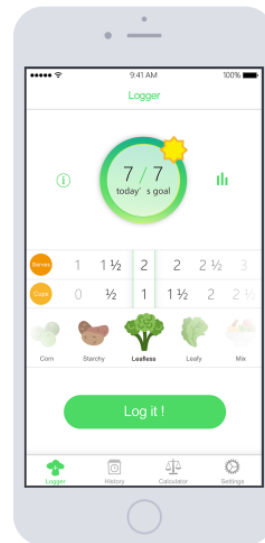 9:41 AM 100%
Logger
7 / 7
today's goal
Serves 1 1 ½ 2 2 2 ½ 3
Cups 0 ½ 1 1 ½ 2 2 ½
Corn Starchy Leafless Leafy Mix
Log it !
Logger History Calculator Settings